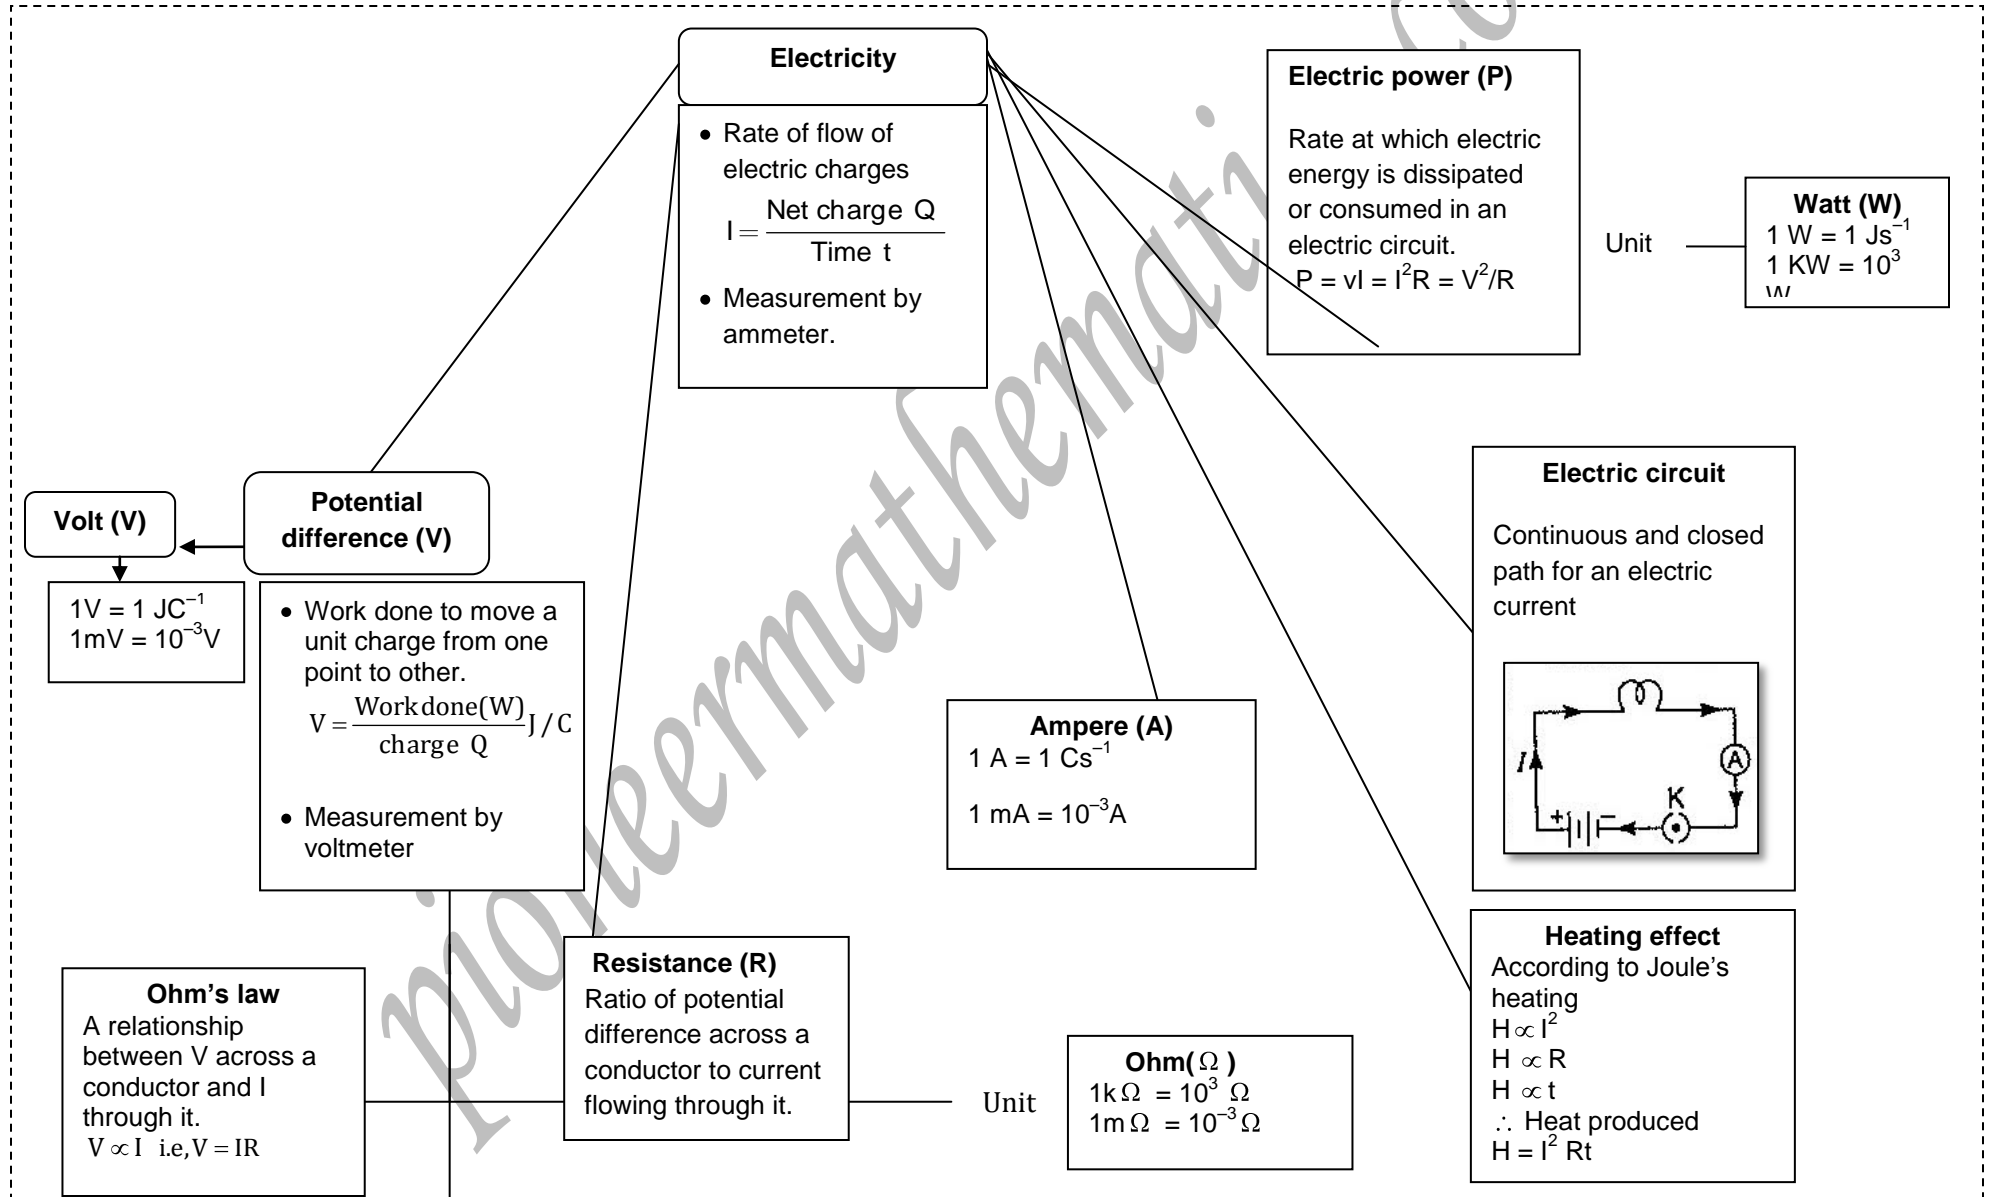 Electricity
• Rate of flow of
electric charges
I = Net charge Q / Time t
• Measurement by
ammeter.
Electric power (P)
Rate at which electric
energy is dissipated
or consumed in an
electric circuit.
P = vI = I²R = V²/R
Unit
Watt (W)
1 W = 1 Js⁻¹
1 KW = 10³
W
Volt (V)
1V = 1 JC⁻¹
1mV = 10⁻³V
Potential
difference (V)
• Work done to move a
unit charge from one
point to other.
V = Workdone(W) / charge Q J / C
• Measurement by
voltmeter
Ampere (A)
1 A = 1 Cs⁻¹
1 mA = 10⁻³A
Electric circuit
Continuous and closed
path for an electric
current
I
A
K
+ −
Ohm's law
A relationship
between V across a
conductor and I
through it.
V ∝ I i.e, V = IR
Resistance (R)
Ratio of potential
difference across a
conductor to current
flowing through it.
Unit
Ohm(Ω)
1k Ω = 10³ Ω
1m Ω = 10⁻³ Ω
Heating effect
According to Joule's
heating
H ∝ I²
H ∝ R
H ∝ t
∴ Heat produced
H = I² Rt
pioneermathemati co